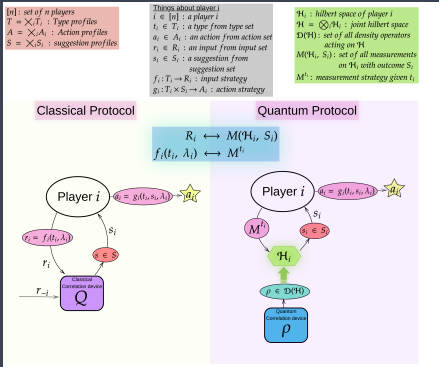 [n] : set of n players
T = ⨉ᵢTᵢ : Type profiles
A = ⨉ᵢAᵢ : Action profiles
S = ⨉ᵢSᵢ : suggestion profiles
Things about player i
i ∈ [n] : a player i
tᵢ ∈ Tᵢ : a type from type set
aᵢ ∈ Aᵢ : an action from action set
rᵢ ∈ Rᵢ : an input from input set
sᵢ ∈ Sᵢ : a suggestion from
suggestion set
fᵢ : Tᵢ → Rᵢ : input strategy
gᵢ : Tᵢ × Sᵢ → Aᵢ : action strategy
ℋᵢ : hilbert space of player i
ℋ = ⨂ᵢℋᵢ : joint hilbert space
𝒟(ℋ) : set of all density operators
acting on ℋ
M(ℋᵢ, Sᵢ) : set of all measurements
on ℋᵢ with outcome Sᵢ
M^{tᵢ} : measurement strategy given tᵢ
Classical Protocol
Quantum Protocol
Rᵢ ⟷ M(ℋᵢ, Sᵢ)
fᵢ(tᵢ, λᵢ) ⟷ M^{tᵢ}
Player i
aᵢ = gᵢ(tᵢ, sᵢ, λᵢ)
aᵢ
rᵢ = fᵢ(tᵢ, λᵢ)
sᵢ
s ∈ S
rᵢ
r₋ᵢ
Classical
Correlation device
Q
Player i
aᵢ = gᵢ(tᵢ, sᵢ, λᵢ)
aᵢ
sᵢ
M^{tᵢ}
sᵢ ∈ Sᵢ
ℋᵢ
ρ ∈ 𝒟(ℋ)
Quantum
Correlation device
ρ